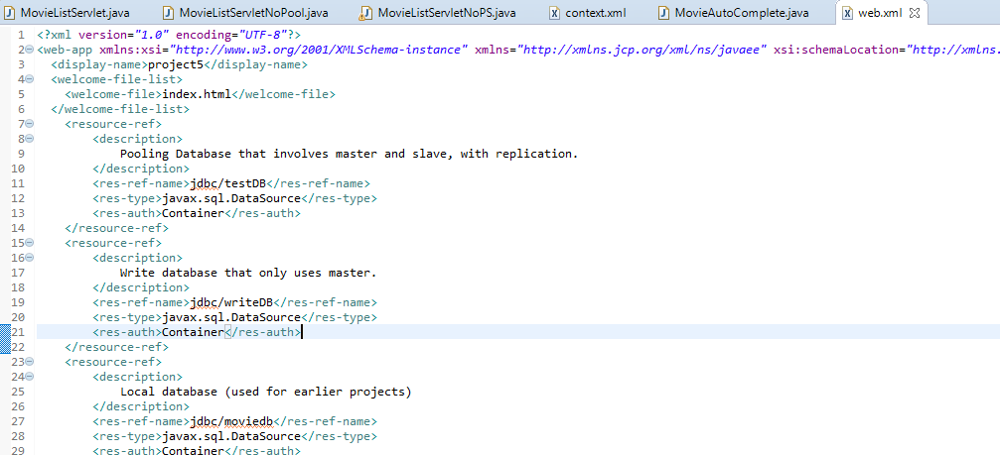 MovieListServlet.java MovieListServletNoPool.java MovieListServletNoPS.java context.xml MovieAutoComplete.java web.xml
1 <?xml version="1.0" encoding="UTF-8"?>
2 <web-app xmlns:xsi="http://www.w3.org/2001/XMLSchema-instance" xmlns="http://xmlns.jcp.org/xml/ns/javaee" xsi:schemaLocation="http://xmlns.
3 <display-name>project5</display-name>
4 <welcome-file-list>
5 <welcome-file>index.html</welcome-file>
6 </welcome-file-list>
7 <resource-ref>
8 <description>
9 Pooling Database that involves master and slave, with replication.
10 </description>
11 <res-ref-name>jdbc/testDB</res-ref-name>
12 <res-type>javax.sql.DataSource</res-type>
13 <res-auth>Container</res-auth>
14 </resource-ref>
15 <resource-ref>
16 <description>
17 Write database that only uses master.
18 </description>
19 <res-ref-name>jdbc/writeDB</res-ref-name>
20 <res-type>javax.sql.DataSource</res-type>
21 <res-auth>Container</res-auth>
22 </resource-ref>
23 <resource-ref>
24 <description>
25 Local database (used for earlier projects)
26 </description>
27 <res-ref-name>jdbc/moviedb</res-ref-name>
28 <res-type>javax.sql.DataSource</res-type>
29 <res-auth>Container</res-auth>